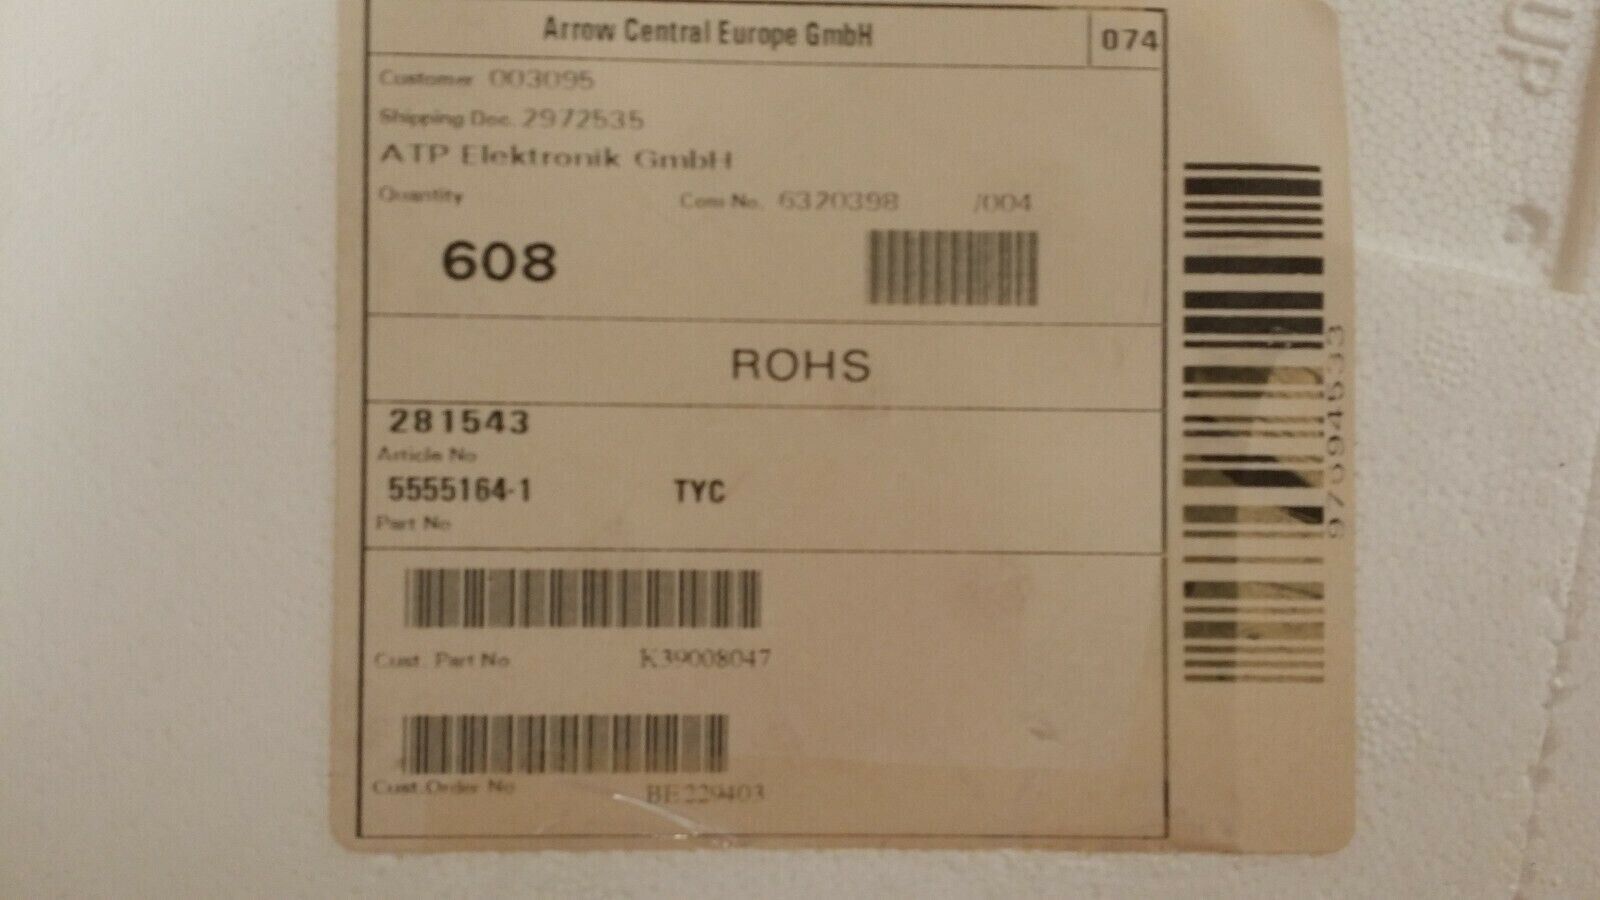 Arrow Central Europe GmbH 074
Customer 003095
Shipping Doc. 2972535
ATP Elektronik GmbH
Quantity Com No. 6320398 /004
608
ROHS
281543
Article No
5555164-1 TYC
Part No
Cust. Part No K39008047
Cust.Order No BE229403
UP